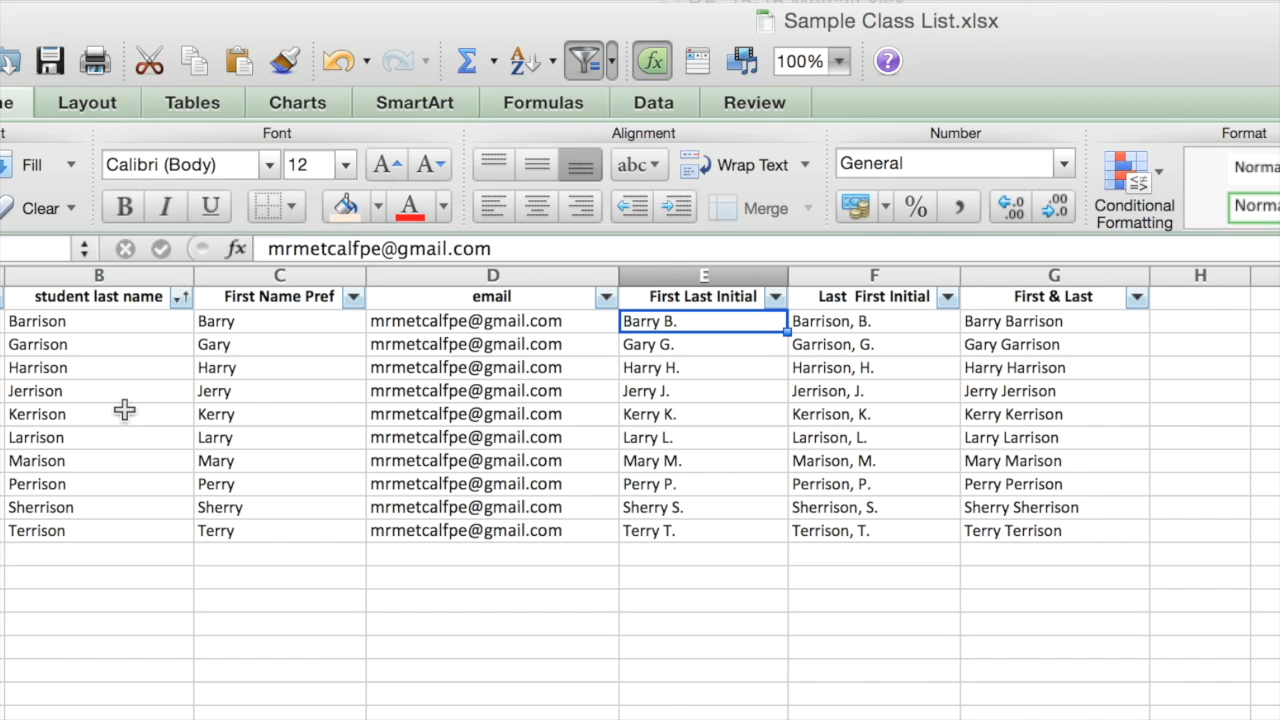 Sample Class List.xlsx
100%
ne Layout Tables Charts SmartArt Formulas Data Review
t Font Alignment Number Format
Fill Calibri (Body) 12 A A abc Wrap Text General Norma
Clear B I U A Merge % , .0 .00 .00 .0 Conditional Formatting Norma
fx mrmetcalfpe@gmail.com
B C D E F G H
student last name First Name Pref email First Last Initial Last First Initial First & Last
Barrison Barry mrmetcalfpe@gmail.com Barry B. Barrison, B. Barry Barrison
Garrison Gary mrmetcalfpe@gmail.com Gary G. Garrison, G. Gary Garrison
Harrison Harry mrmetcalfpe@gmail.com Harry H. Harrison, H. Harry Harrison
Jerrison Jerry mrmetcalfpe@gmail.com Jerry J. Jerrison, J. Jerry Jerrison
Kerrison Kerry mrmetcalfpe@gmail.com Kerry K. Kerrison, K. Kerry Kerrison
Larrison Larry mrmetcalfpe@gmail.com Larry L. Larrison, L. Larry Larrison
Marison Mary mrmetcalfpe@gmail.com Mary M. Marison, M. Mary Marison
Perrison Perry mrmetcalfpe@gmail.com Perry P. Perrison, P. Perry Perrison
Sherrison Sherry mrmetcalfpe@gmail.com Sherry S. Sherrison, S. Sherry Sherrison
Terrison Terry mrmetcalfpe@gmail.com Terry T. Terrison, T. Terry Terrison